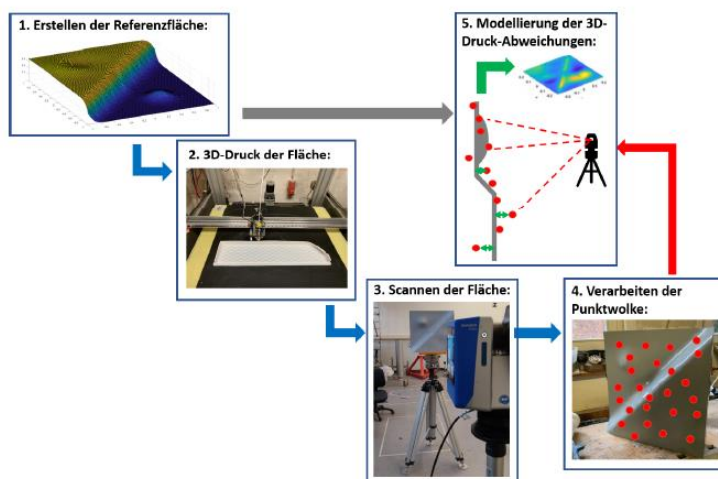 1. Erstellen der Referenzfläche:
2. 3D-Druck der Fläche:
3. Scannen der Fläche:
4. Verarbeiten der
Punktwolke:
5. Modellierung der 3D-
Druck-Abweichungen: